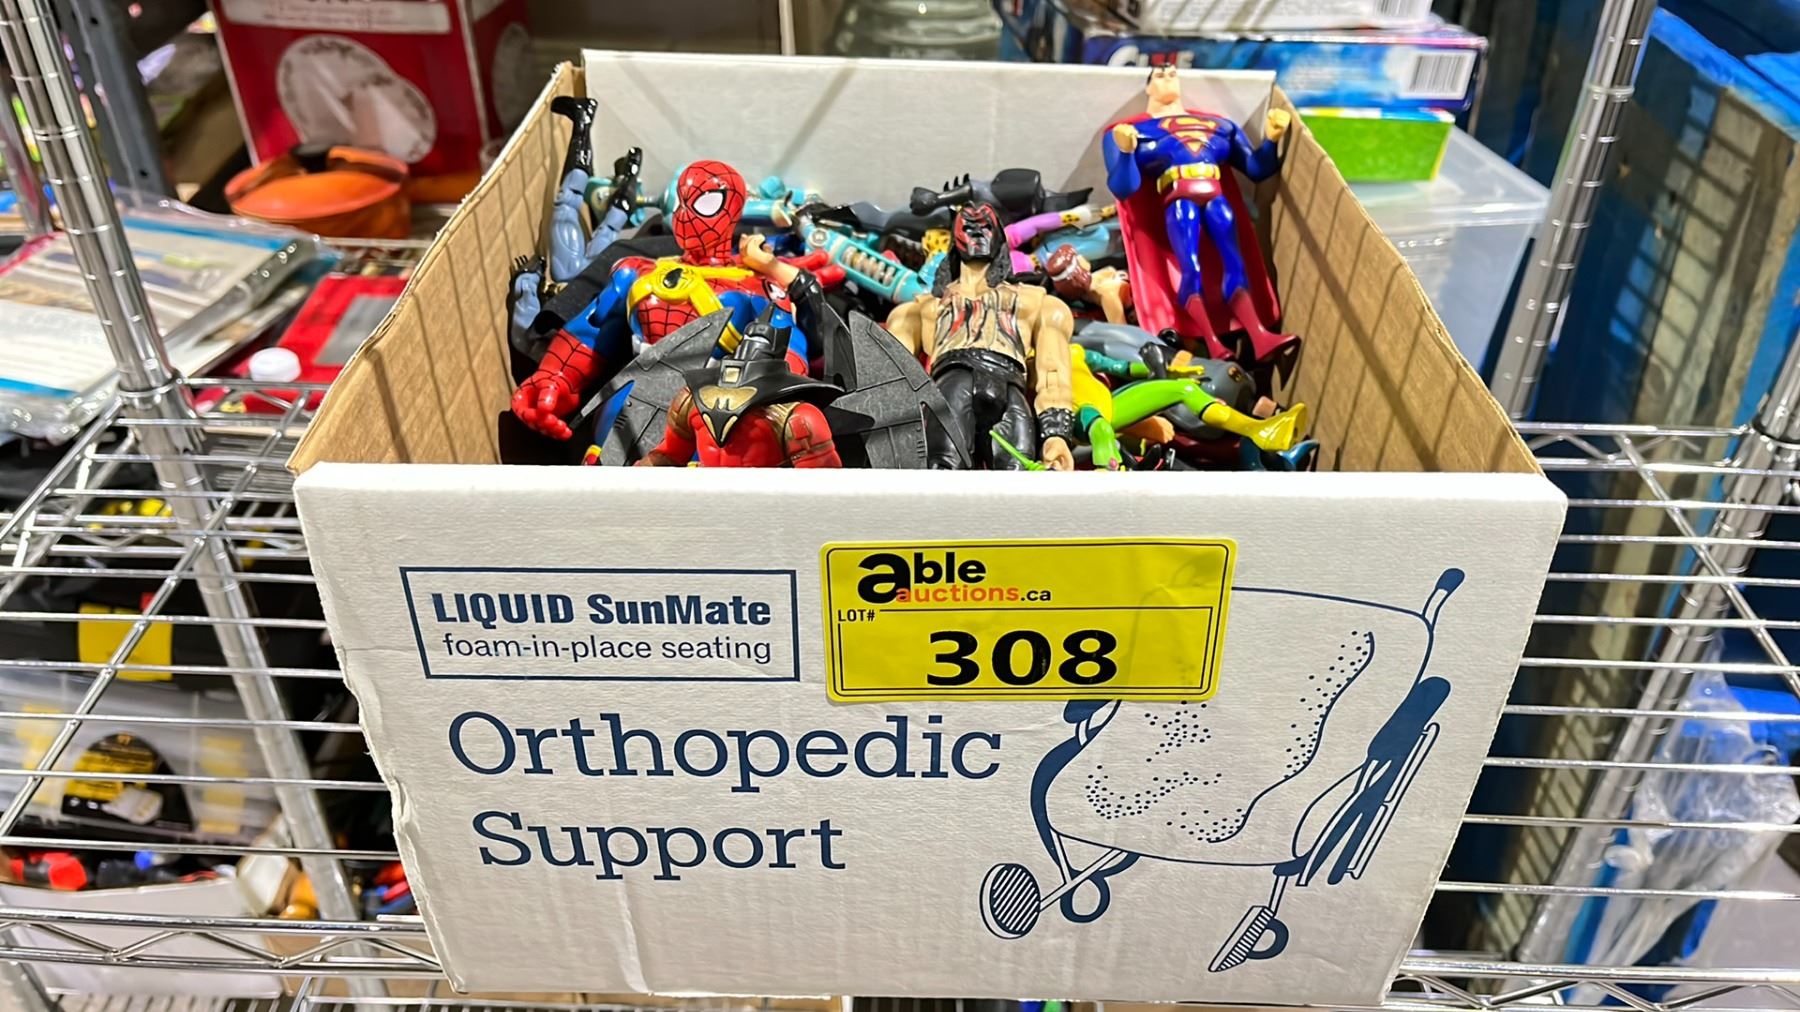 able
auctions.ca
LOT#
308
LIQUID SunMate
foam-in-place seating
Orthopedic
Support